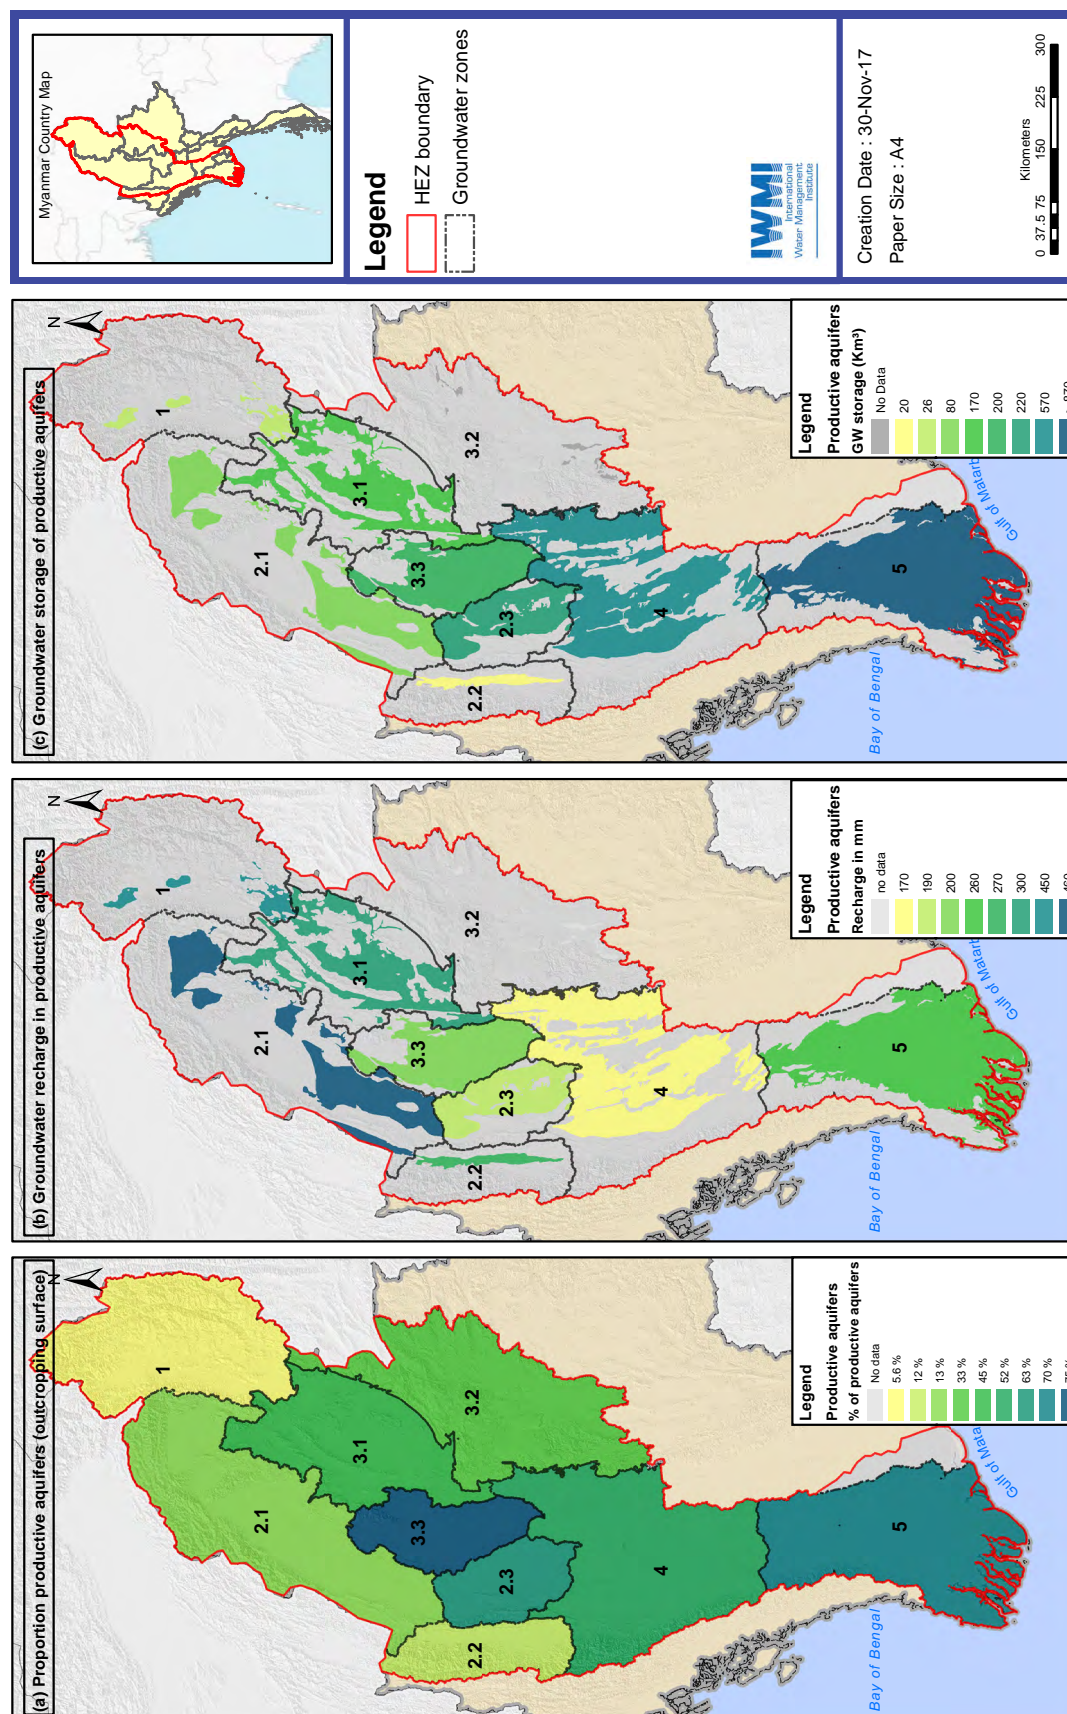 (a) Proportion productive aquifers (outcropping surface)
N
1
2.1
2.2
2.3
3.1
3.2
3.3
4
5
Bay of Bengal
Gulf of Mata
Legend
Productive aquifers
% of productive aquifers
No data
5.6 %
12 %
13 %
33 %
45 %
52 %
63 %
70 %
(b) Groundwater recharge in productive aquifers
N
1
2.1
2.2
2.3
3.1
3.2
3.3
4
5
Bay of Bengal
Gulf of Matarb
Legend
Productive aquifers
Recharge in mm
no data
170
190
200
260
270
300
450
(c) Groundwater storage of productive aquifers
N
1
2.1
2.2
2.3
3.1
3.2
3.3
4
5
Bay of Bengal
Gulf of Matarb
Legend
Productive aquifers
GW storage (Km³)
No Data
20
26
80
170
200
220
570
Myanmar Country Map
Legend
HEZ boundary
Groundwater zones
IWMI
International
Water Management
Institute
Creation Date : 30-Nov-17
Paper Size : A4
Kilometers
0 37.5 75 150 225 300